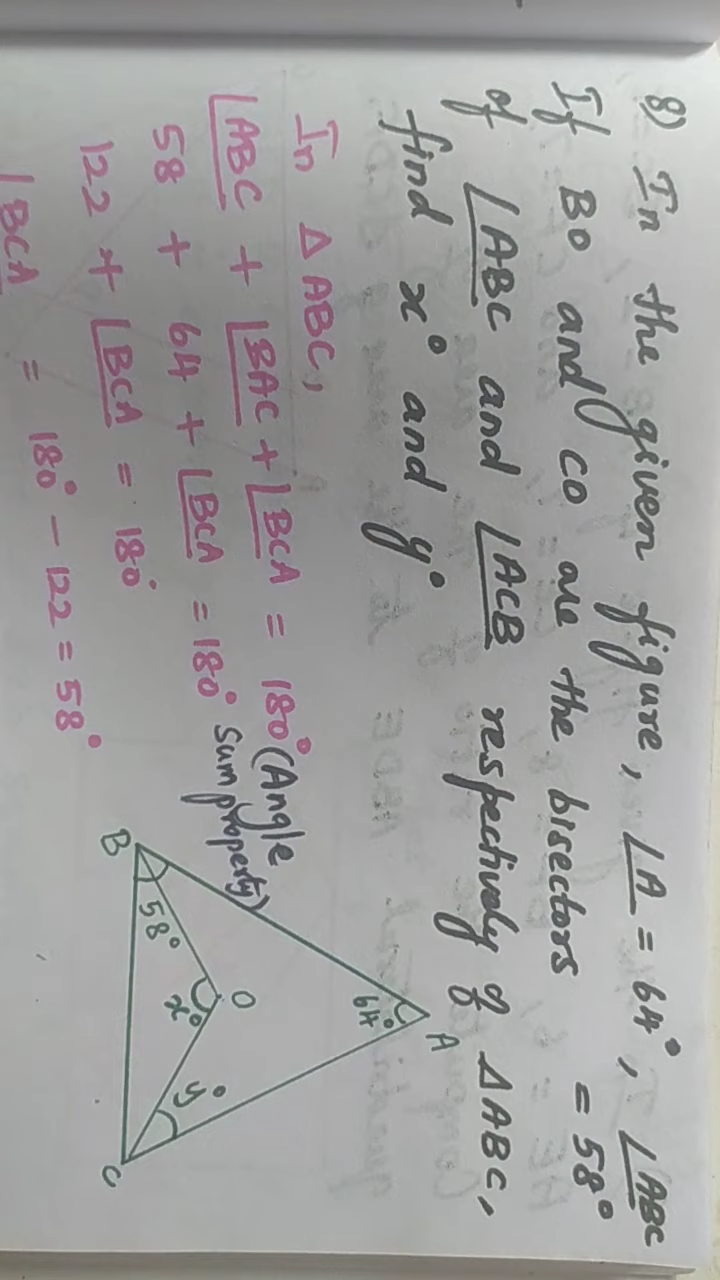 8) In the given figure, ∠A = 64°, ∠ABC = 58°
If BO and CO are the bisectors
of ∠ABC and ∠ACB respectively of △ABC,
find x° and y°
In △ABC,
∠ABC + ∠BAC + ∠BCA = 180° (Angle
Sum property)
58 + 64 + ∠BCA = 180°
122 + ∠BCA = 180°
∠BCA = 180° - 122 = 58°
A
64°
O
x°
y°
58°
B
C